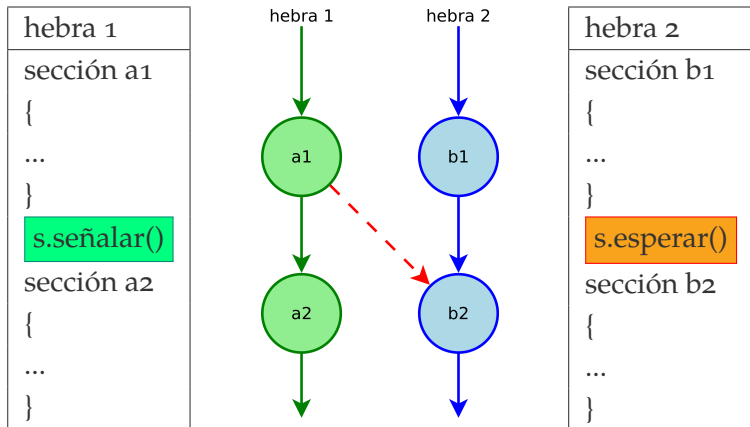 hebra 1
sección a1
{
...
}
s.señalar()
sección a2
{
...
}
hebra 1
hebra 2
a1
b1
a2
b2
hebra 2
sección b1
{
...
}
s.esperar()
sección b2
{
...
}